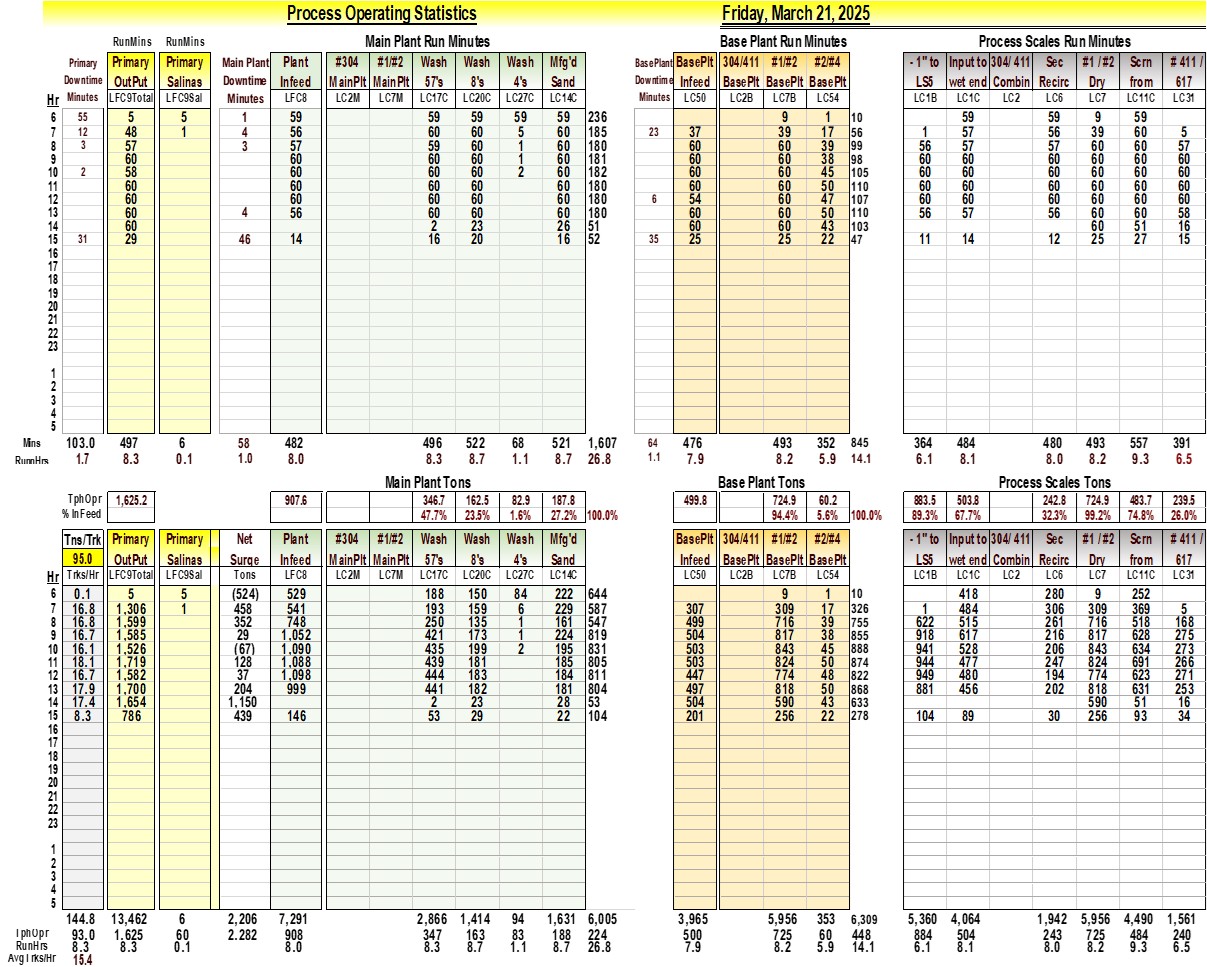 Process Operating Statistics Friday, March 21, 2025
RunMins RunMins Main Plant Run Minutes Base Plant Run Minutes Process Scales Run Minutes
Primary Primary Primary Main Plant Plant #304 #1/#2 Wash Wash Wash Mfg'd BasePlant BasePlt 304/411 #1/#2 #2/#4 - 1" to Input to 304/ 411 Sec #1 /#2 Scrn # 411 /
Downtime OutPut Salinas Downtime Infeed MainPlt MainPlt 57's 8's 4's Sand Downtime Infeed BasePlt BasePlt BasePlt LS5 wet end Combin Recirc Dry from 617
Hr Minutes LFC9Total LFC9Sal Minutes LFC8 LC2M LC7M LC17C LC20C LC27C LC14C Minutes LC50 LC2B LC7B LC54 LC1B LC1C LC2 LC6 LC7 LC11C LC31
6 55 5 5 1 59 59 59 59 59 236 9 1 10 59 59 9 59
7 12 48 1 4 56 60 60 5 60 185 23 37 39 17 56 1 57 56 39 60 5
8 3 57 3 57 59 60 1 60 180 60 60 39 99 56 57 57 60 60 57
9 60 60 60 60 1 60 181 60 60 38 98 60 60 60 60 60 60
10 2 58 60 60 60 2 60 182 60 60 45 105 60 60 60 60 60 60
11 60 60 60 60 60 180 60 60 50 110 60 60 60 60 60 60
12 60 60 60 60 60 180 6 54 60 47 107 60 60 60 60 60 60
13 60 4 56 60 60 60 180 60 60 50 110 56 57 56 60 60 58
14 60 2 23 26 51 60 60 43 103 60 51 16
15 31 29 46 14 16 20 16 52 35 25 25 22 47 11 14 12 25 27 15
16
17
18
19
20
21
22
23
1
2
3
4
5
Mins 103.0 497 6 58 482 496 522 68 521 1,607 64 476 493 352 845 364 484 480 493 557 391
RunnHrs 1.7 8.3 0.1 1.0 8.0 8.3 8.7 1.1 8.7 26.8 1.1 7.9 8.2 5.9 14.1 6.1 8.1 8.0 8.2 9.3 6.5
Main Plant Tons Base Plant Tons Process Scales Tons
TphOpr 1,625.2 907.6 346.7 162.5 82.9 187.8 499.8 724.9 60.2 883.5 503.8 242.8 724.9 483.7 239.5
% InFeed 47.7% 23.5% 1.6% 27.2% 100.0% 94.4% 5.6% 100.0% 89.3% 67.7% 32.3% 99.2% 74.8% 26.0%
Tns/Trk Primary Primary Net Plant #304 #1/#2 Wash Wash Wash Mfg'd BasePlt 304/411 #1/#2 #2/#4 - 1" to Input to 304/ 411 Sec #1 /#2 Scrn # 411 /
95.0 OutPut Salinas Surge Infeed MainPlt MainPlt 57's 8's 4's Sand Infeed BasePlt BasePlt BasePlt LS5 wet end Combin Recirc Dry from 617
Hr Trks/Hr LFC9Total LFC9Sal Tons LFC8 LC2M LC7M LC17C LC20C LC27C LC14C LC50 LC2B LC7B LC54 LC1B LC1C LC2 LC6 LC7 LC11C LC31
6 0.1 5 5 (524) 529 188 150 84 222 644 9 1 10 418 280 9 252
7 16.8 1,306 1 458 541 193 159 6 229 587 307 309 17 326 1 484 306 309 369 5
8 16.8 1,599 352 748 250 135 1 161 547 499 716 39 755 622 515 261 716 518 168
9 16.7 1,585 29 1,052 421 173 1 224 819 504 817 38 855 918 617 216 817 628 275
10 16.1 1,526 (67) 1,090 435 199 2 195 831 503 843 45 888 941 528 206 843 634 273
11 18.1 1,719 128 1,088 439 181 185 805 503 824 50 874 944 477 247 824 691 266
12 16.7 1,582 37 1,098 444 183 184 811 447 774 48 822 949 480 194 774 623 271
13 17.9 1,700 204 999 441 182 181 804 497 818 50 868 881 456 202 818 631 253
14 17.4 1,654 1,150 2 23 28 53 504 590 43 633 590 51 16
15 8.3 786 439 146 53 29 22 104 201 256 22 278 104 89 30 256 93 34
16
17
18
19
20
21
22
23
1
2
3
4
5
144.8 13,462 6 2,206 7,291 2,866 1,414 94 1,631 6,005 3,965 5,956 353 6,309 5,360 4,064 1,942 5,956 4,490 1,561
TphOpr 93.0 1,625 60 2.282 908 347 163 83 188 224 500 725 60 448 884 504 243 725 484 240
RunHrs 8.3 8.3 0.1 8.0 8.3 8.7 1.1 8.7 26.8 7.9 8.2 5.9 14.1 6.1 8.1 8.0 8.2 9.3 6.5
AvgTrks/Hr 15.4